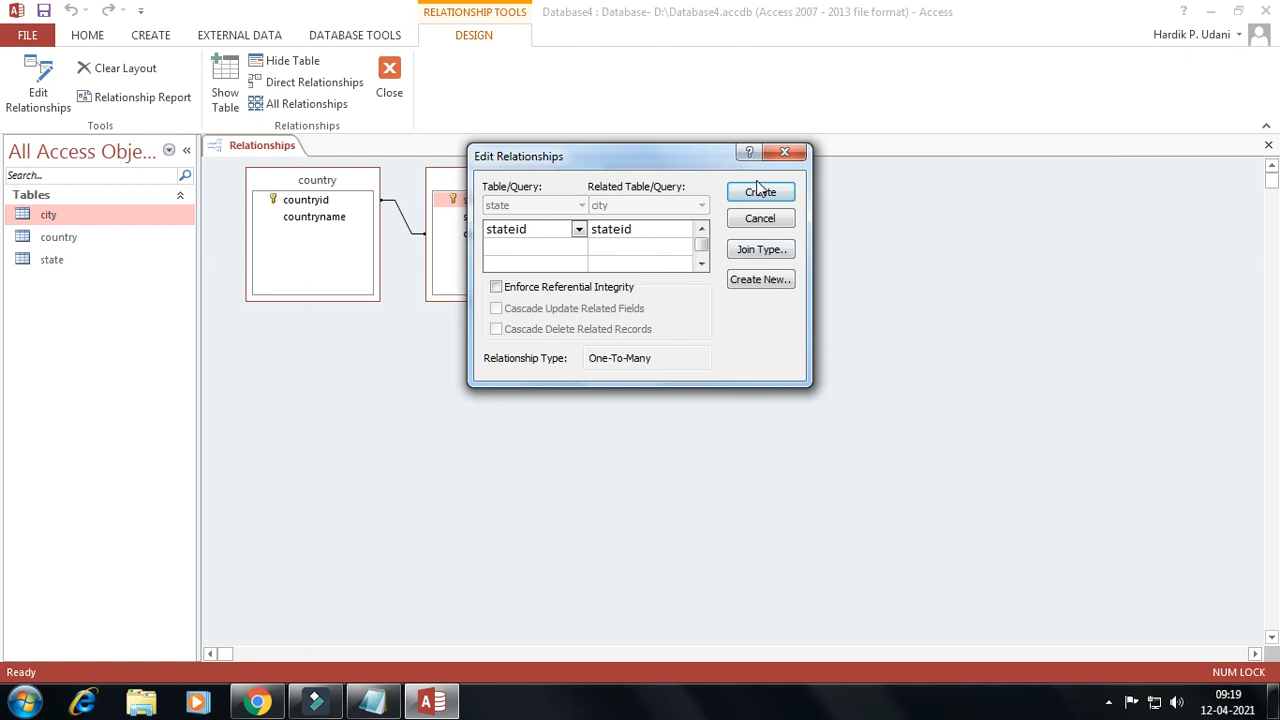 RELATIONSHIP TOOLS
Database4 : Database- D:\Database4.accdb (Access 2007 - 2013 file format) - Access
FILE
HOME
CREATE
EXTERNAL DATA
DATABASE TOOLS
DESIGN
Hardik P. Udani
Edit Relationships
Clear Layout
Relationship Report
Tools
Show Table
Hide Table
Direct Relationships
All Relationships
Close
Relationships
All Access Obje...
Search...
Tables
city
country
state
Relationships
country
countryid
countryname
Edit Relationships
Table/Query:
Related Table/Query:
state
city
stateid
stateid
Enforce Referential Integrity
Cascade Update Related Fields
Cascade Delete Related Records
Relationship Type:
One-To-Many
Create
Cancel
Join Type..
Create New..
Ready
NUM LOCK
09:19
12-04-2021